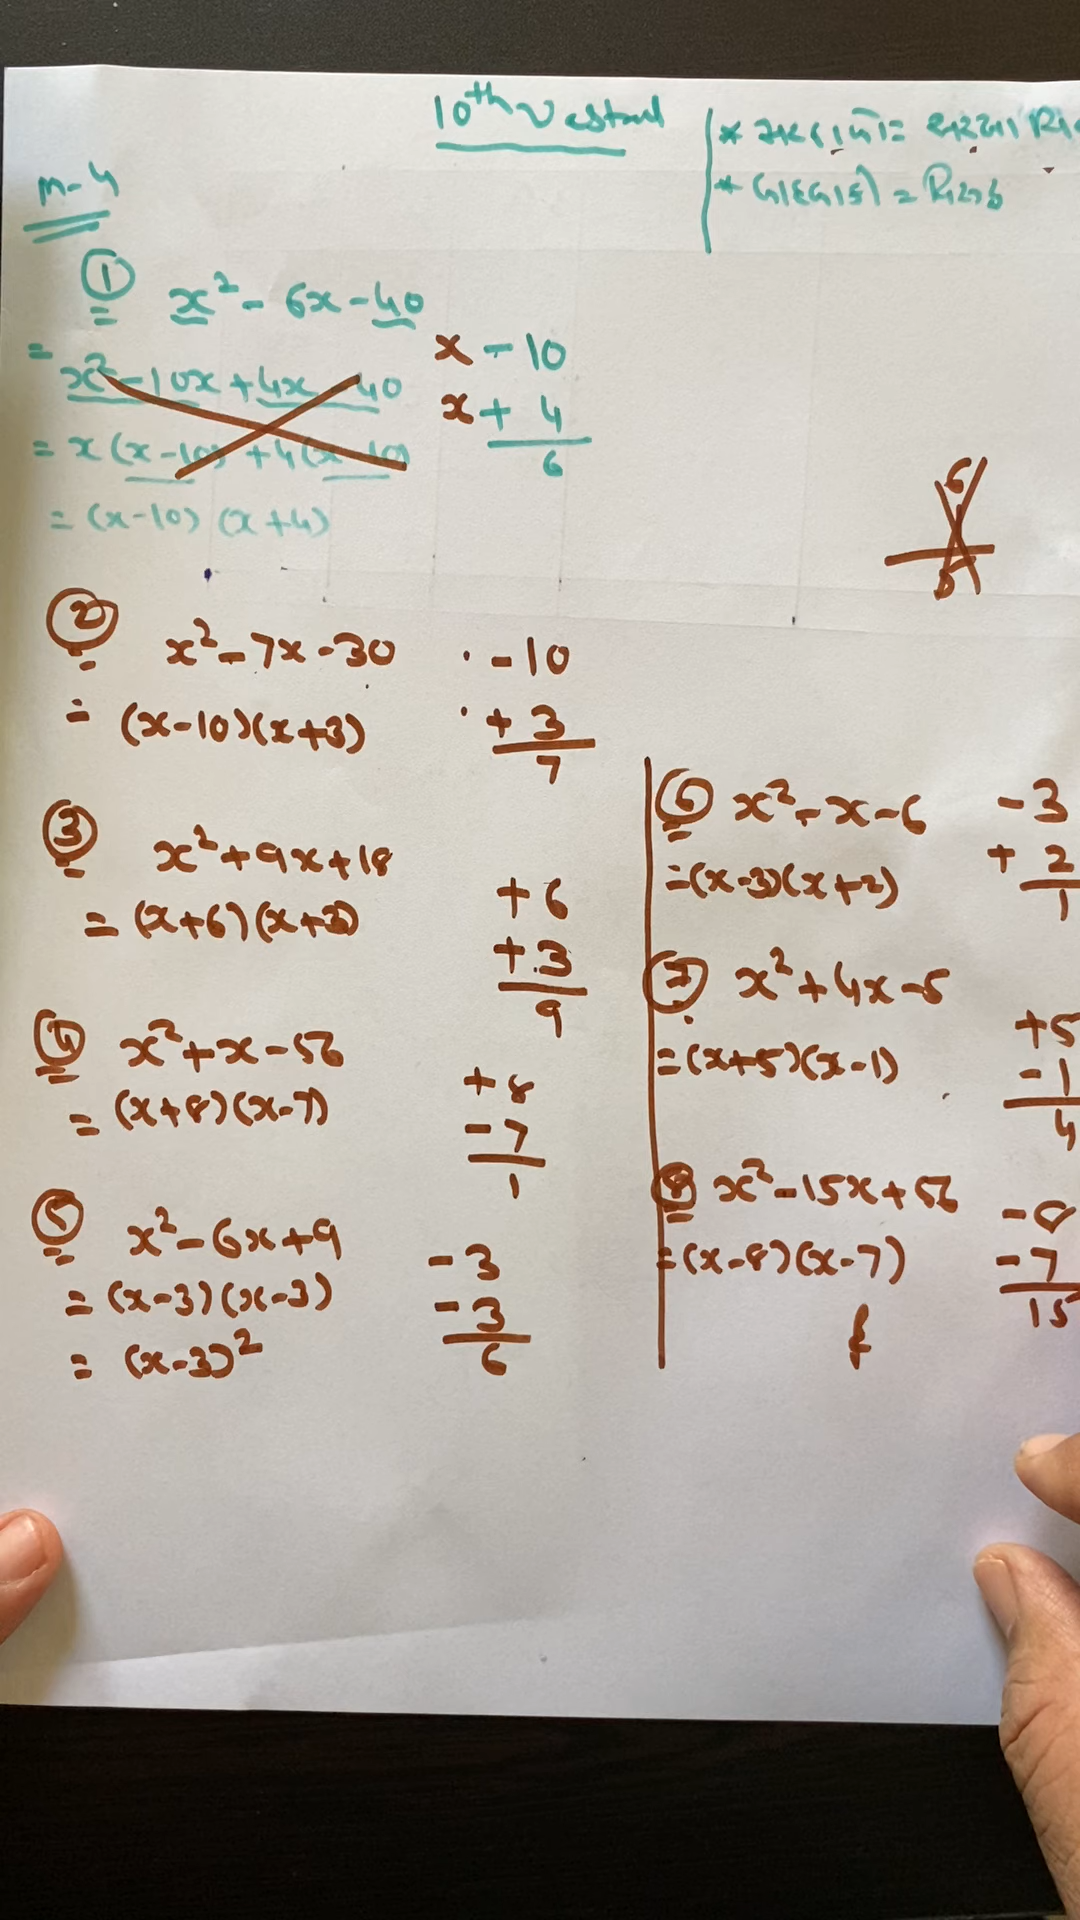 10th
m-4
① x² - 6x - 40
= x² - 10x + 4x - 40
x - 10
x + 4
6
= x(x-10) + 4(x-10)
= (x-10) (x+4)
② x² - 7x - 30
- 10
+ 3
7
= (x-10)(x+3)
③ x² + 9x + 18
= (x+6)(x+3)
+ 6
+ 3
9
④ x² + x - 56
= (x+8)(x-7)
+ 8
- 7
1
⑤ x² - 6x + 9
= (x-3)(x-3)
= (x-3)²
- 3
- 3
6
⑥ x² - x - 6
= (x-3)(x+2)
- 3
+ 2
1
⑦ x² + 4x - 5
= (x+5)(x-1)
+5
-1
4
⑧ x² - 15x + 56
= (x-8)(x-7)
-8
-7
15